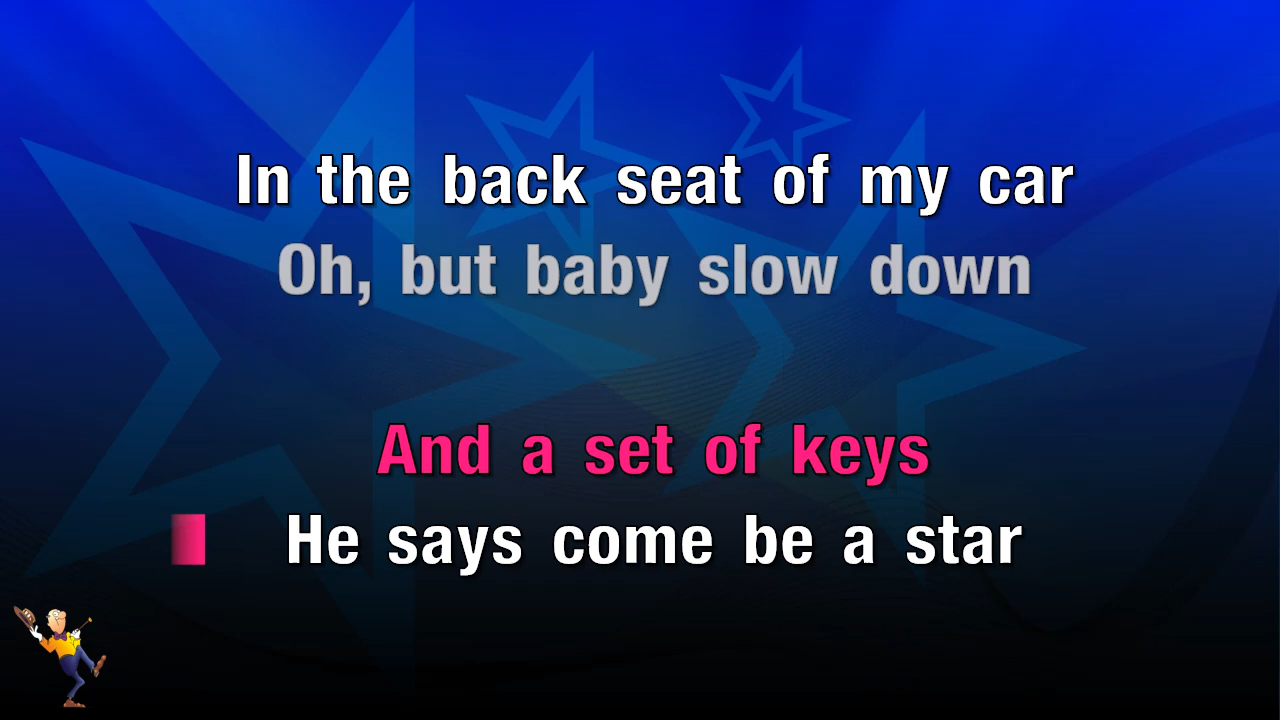 In the back seat of my car
Oh, but baby slow down
And a set of keys
He says come be a star